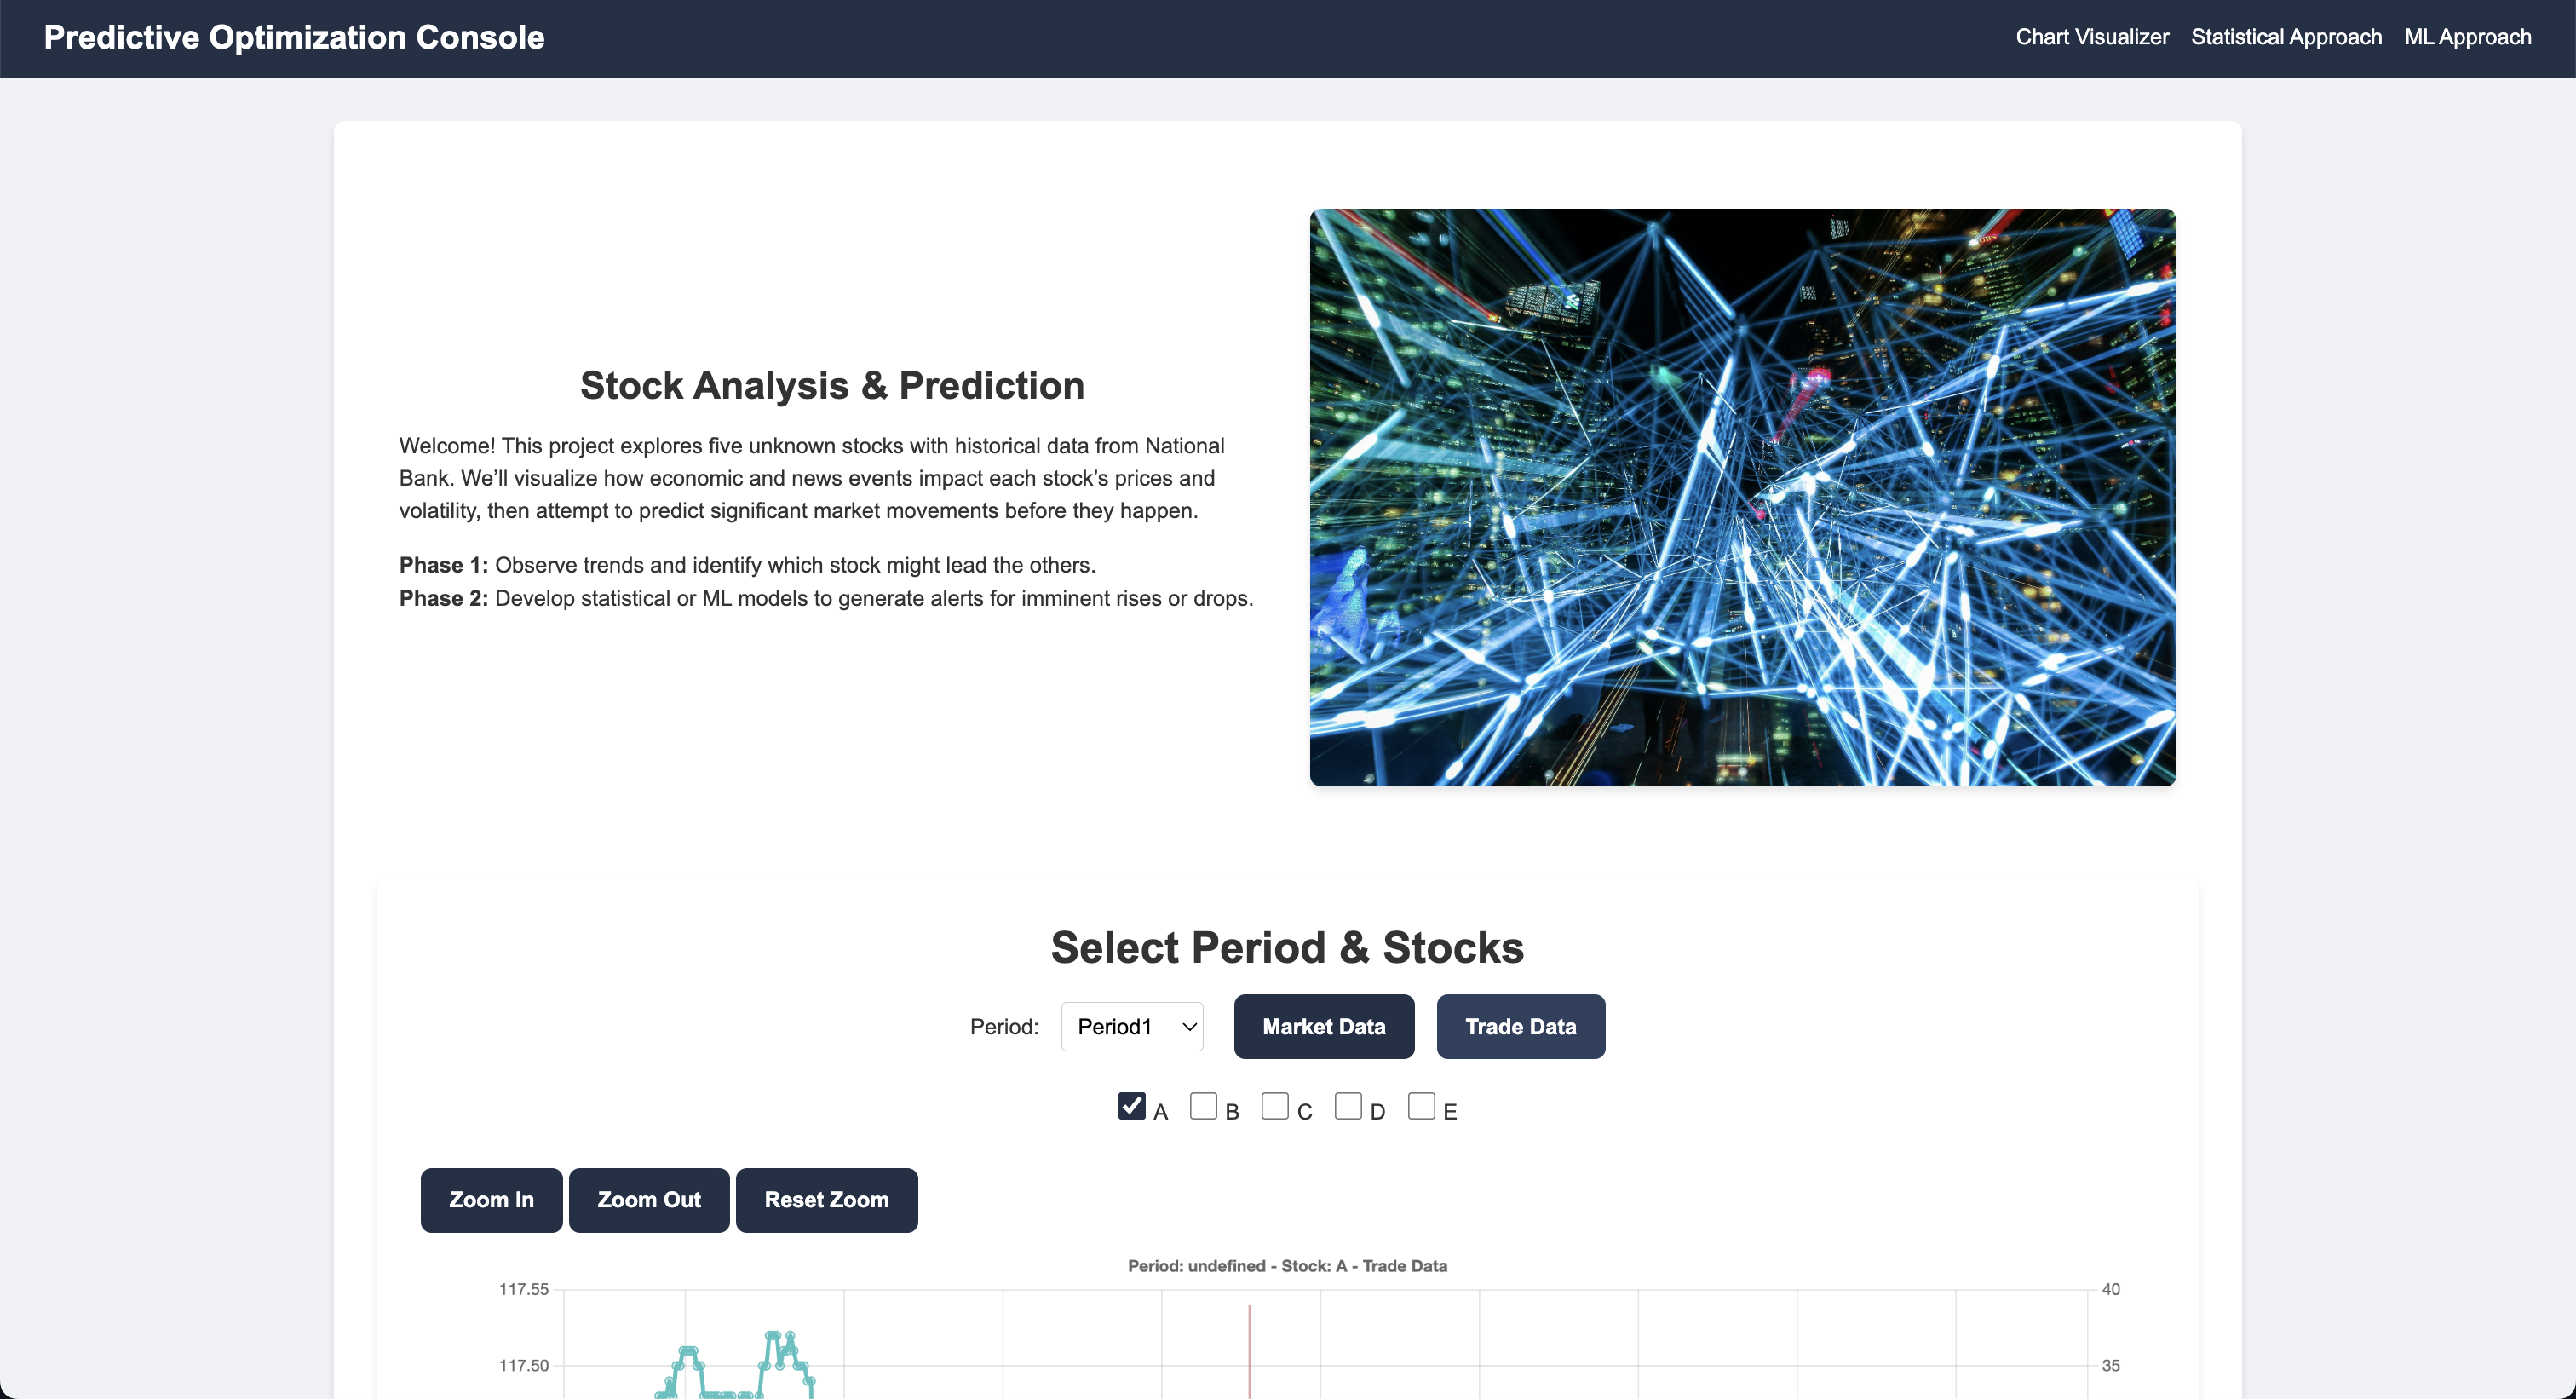 Predictive Optimization Console
Chart Visualizer Statistical Approach ML Approach
Stock Analysis & Prediction
Welcome! This project explores five unknown stocks with historical data from National
Bank. We’ll visualize how economic and news events impact each stock’s prices and
volatility, then attempt to predict significant market movements before they happen.
Phase 1: Observe trends and identify which stock might lead the others.
Phase 2: Develop statistical or ML models to generate alerts for imminent rises or drops.
Select Period & Stocks
Period: Period1 Market Data Trade Data
A B C D E
Zoom In Zoom Out Reset Zoom
Period: undefined - Stock: A - Trade Data
117.55 40
117.50 35